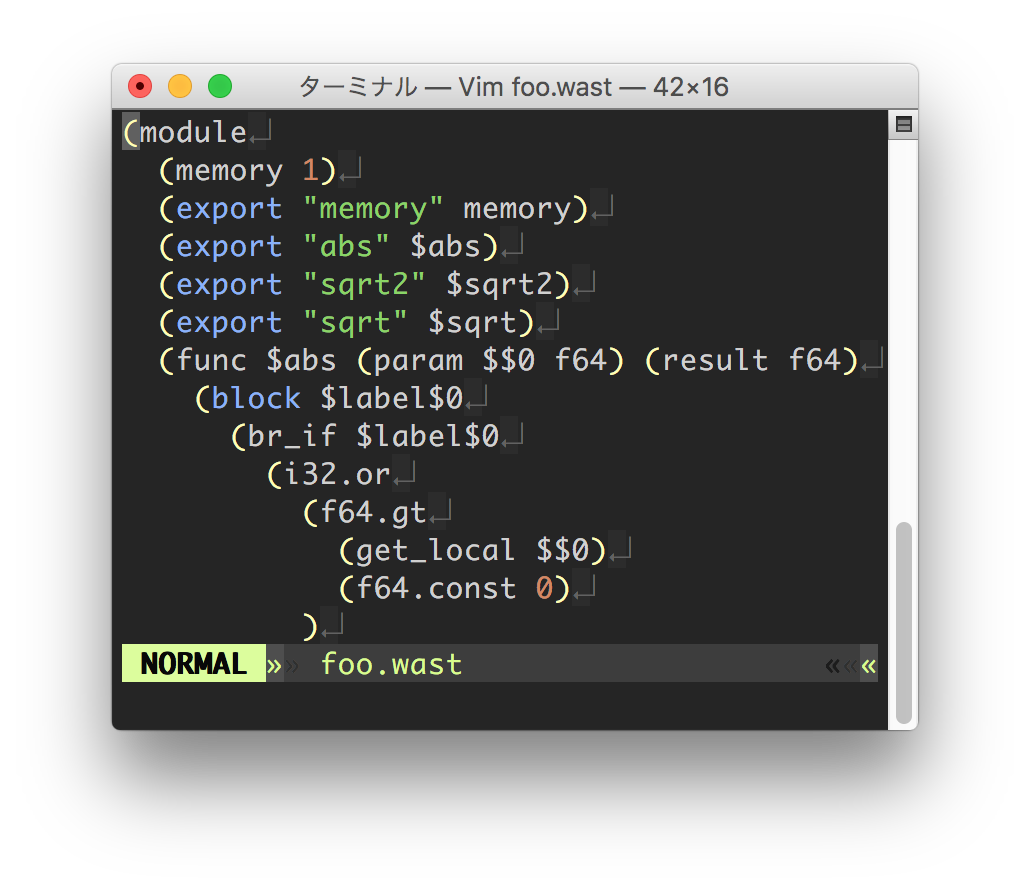 ターミナル — Vim foo.wast — 42×16
(module↵
  (memory 1)↵
  (export "memory" memory)↵
  (export "abs" $abs)↵
  (export "sqrt2" $sqrt2)↵
  (export "sqrt" $sqrt)↵
  (func $abs (param $$0 f64) (result f64)↵
    (block $label$0↵
      (br_if $label$0↵
        (i32.or↵
          (f64.gt↵
            (get_local $$0)↵
            (f64.const 0)↵
          )↵
NORMAL »» foo.wast «««